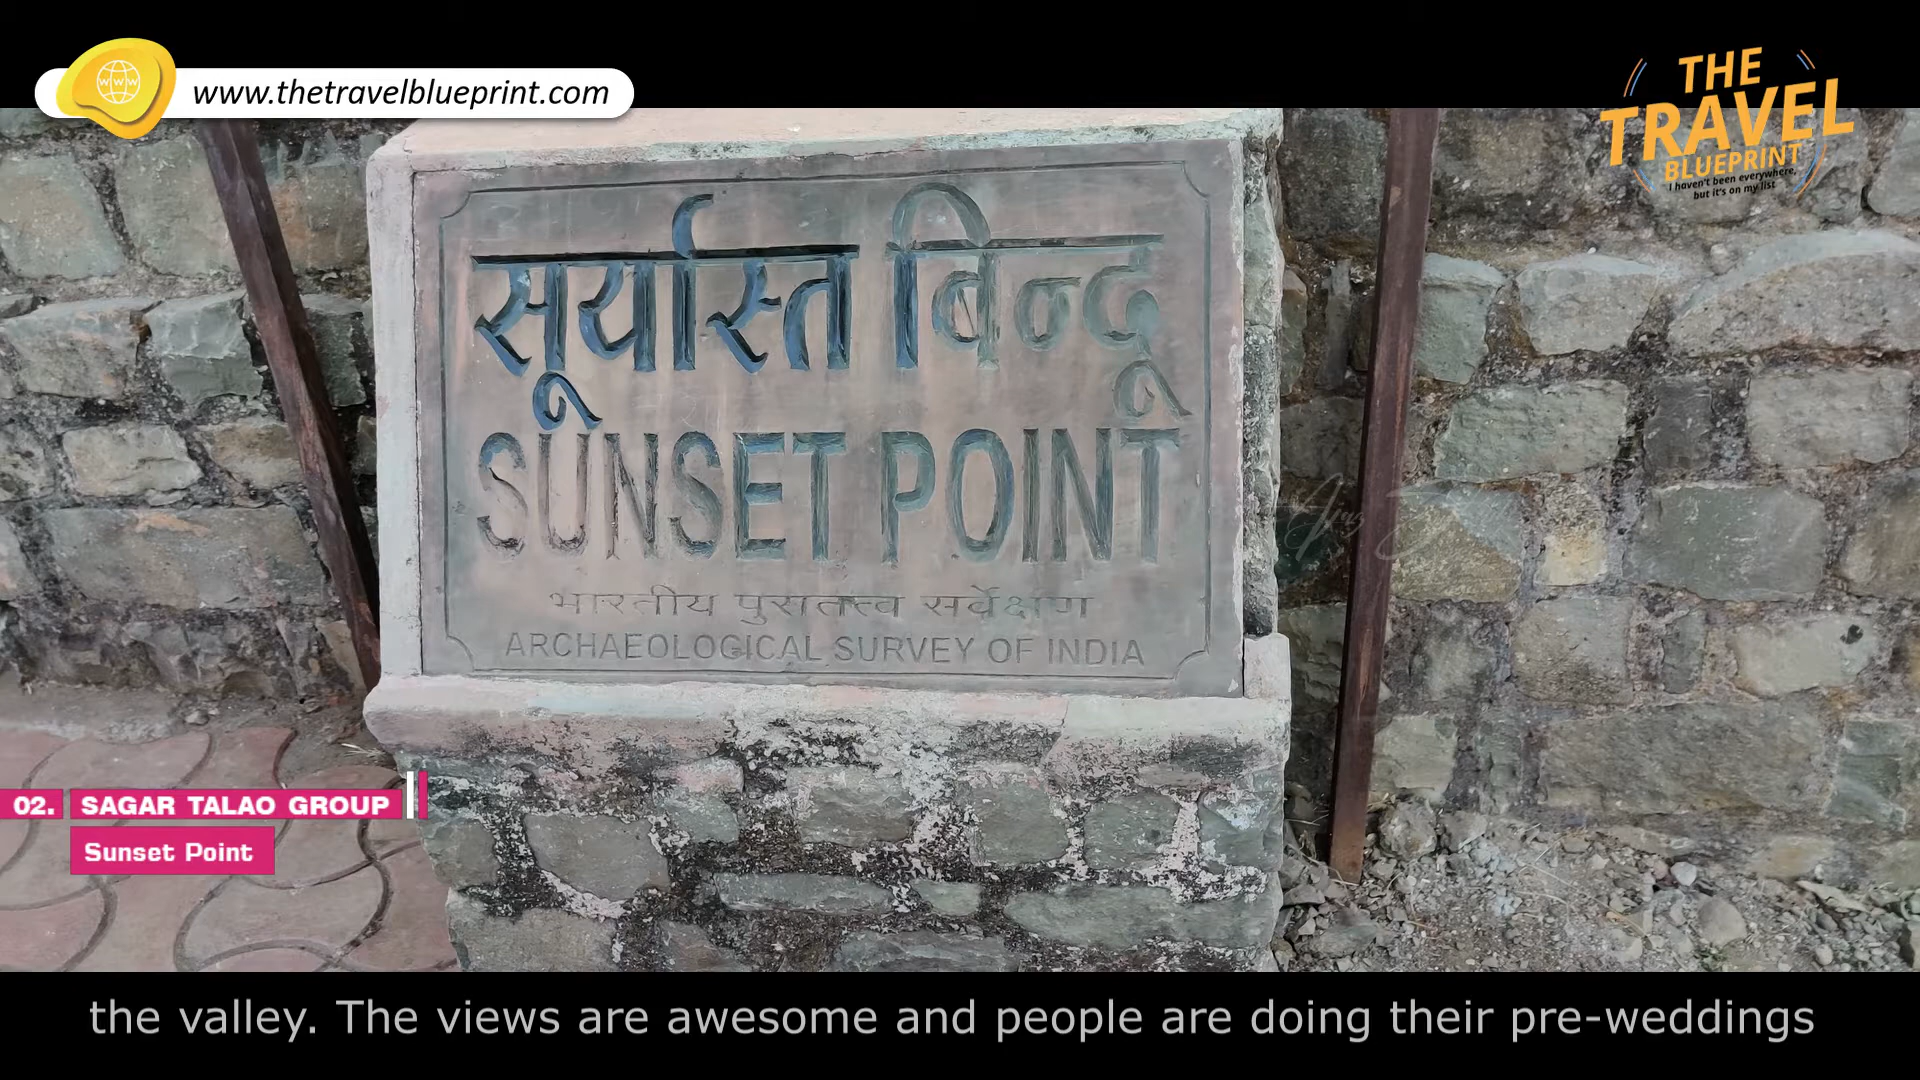 www.thetravelblueprint.com
THE
TRAVEL
BLUEPRINT
I haven't been everywhere,
but it's on my list
सूर्यास्त बिन्दू
SUNSET POINT
भारतीय पुरातत्त्व सर्वेक्षण
ARCHAEOLOGICAL SURVEY OF INDIA
02. SAGAR TALAO GROUP
Sunset Point
the valley. The views are awesome and people are doing their pre-weddings